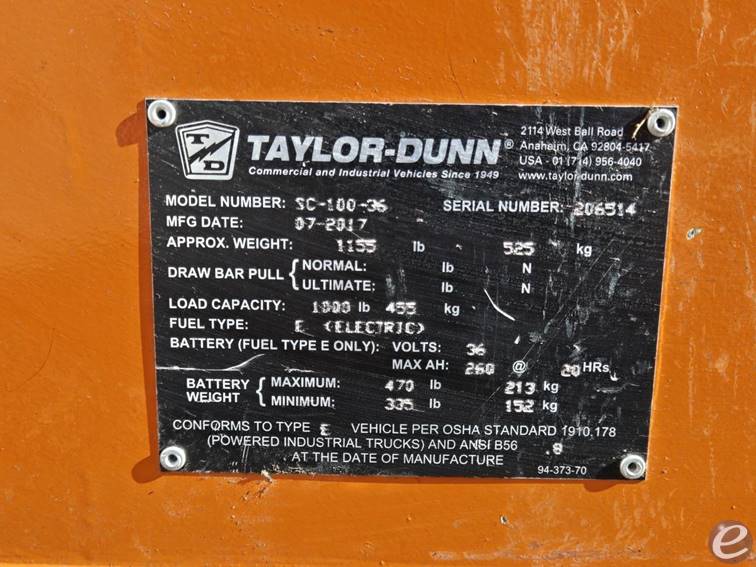 T
D
TAYLOR-DUNN®
Commercial and Industrial Vehicles Since 1949
2114 West Ball Road
Anaheim, CA 92804-5417
USA - 01 (714) 956-4040
www.taylor-dunn.com
MODEL NUMBER: SC-100-36 SERIAL NUMBER: 206514
MFG DATE: 07-2017
APPROX. WEIGHT: 1155 lb 525 kg
DRAW BAR PULL { NORMAL: lb N
ULTIMATE: lb N
LOAD CAPACITY: 1000 lb 455 kg
FUEL TYPE: E (ELECTRIC)
BATTERY (FUEL TYPE E ONLY): VOLTS: 36
MAX AH: 260 @ 20 HRs
BATTERY WEIGHT { MAXIMUM: 470 lb 213 kg
MINIMUM: 335 lb 152 kg
CONFORMS TO TYPE E VEHICLE PER OSHA STANDARD 1910.178
(POWERED INDUSTRIAL TRUCKS) AND ANSI B56 .8
AT THE DATE OF MANUFACTURE
94-373-70
e